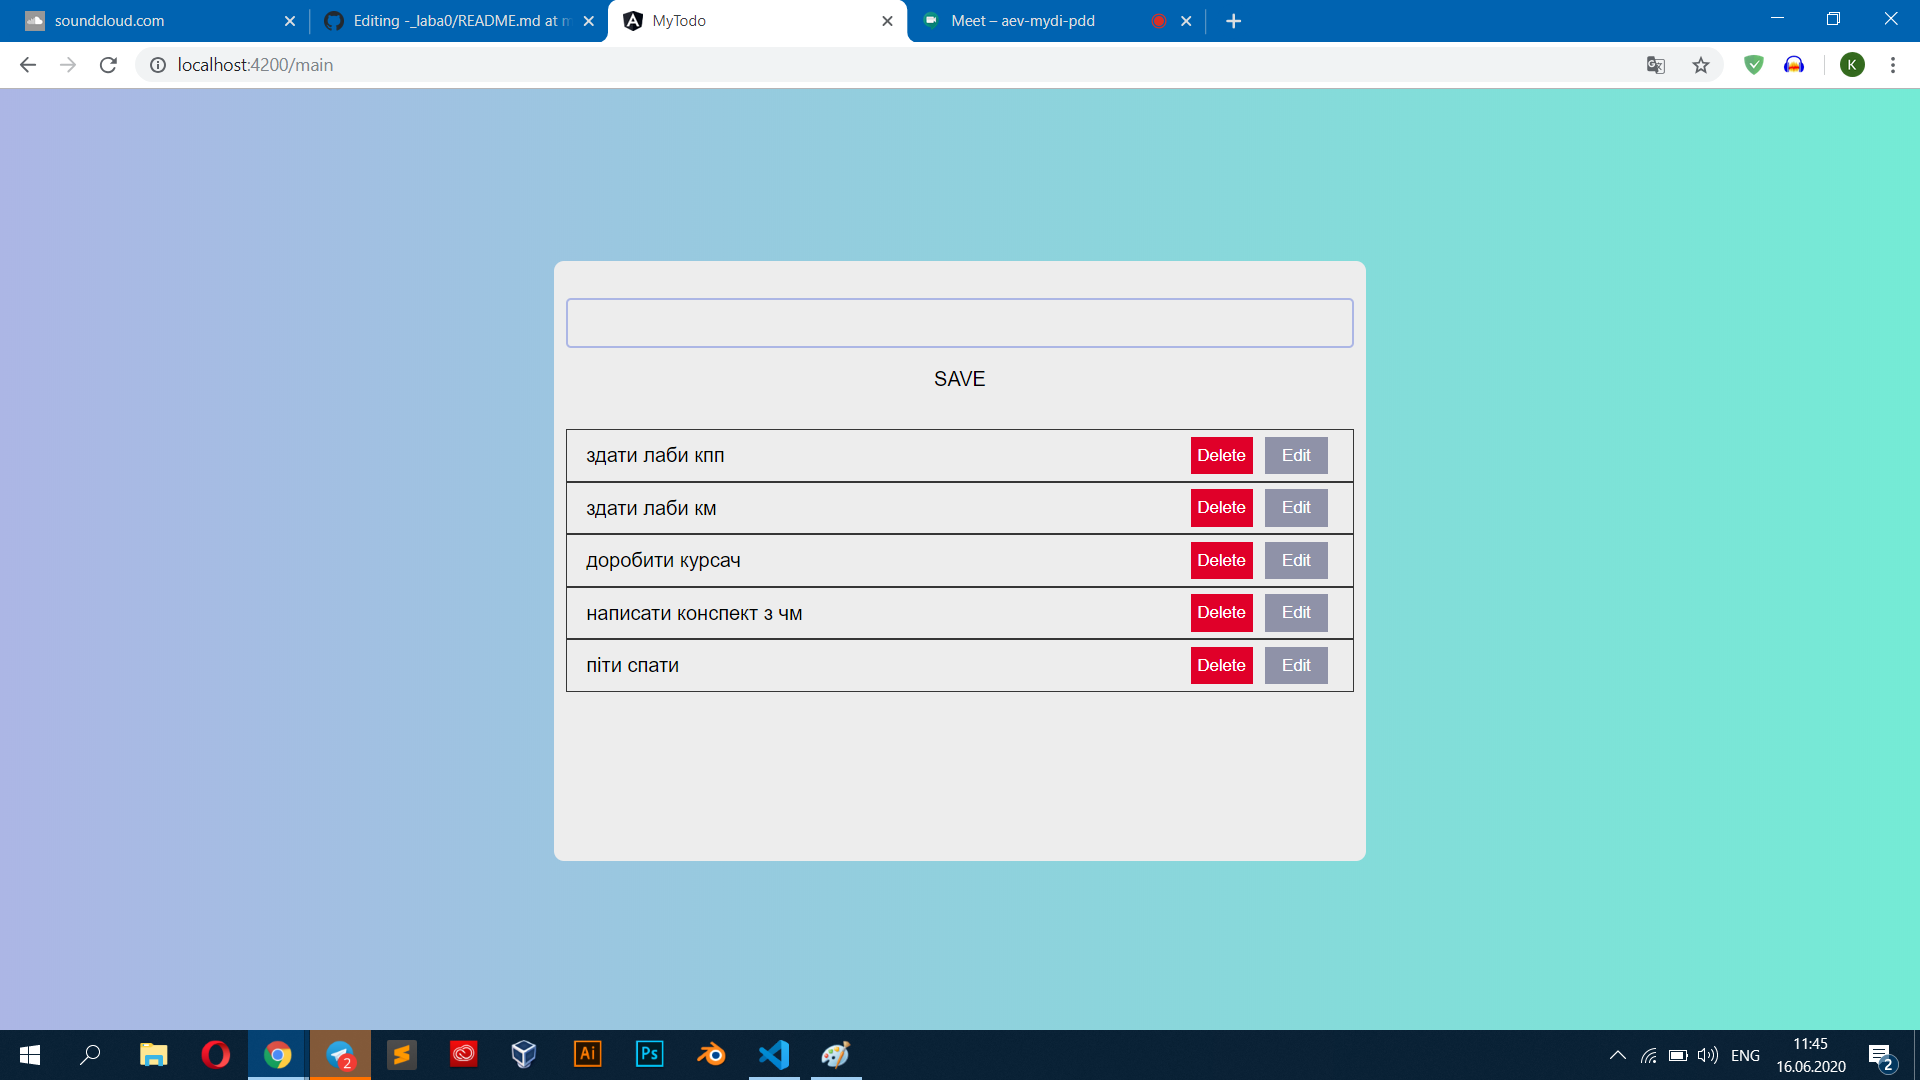 soundcloud.com
Editing -_laba0/README.md at m
MyTodo
Meet – aev-mydi-pdd
localhost:4200/main
K
SAVE
здати лаби кпп Delete Edit
здати лаби км Delete Edit
доробити курсач Delete Edit
написати конспект з чм Delete Edit
піти спати Delete Edit
2
Ai
Ps
ENG
11:45
16.06.2020
2